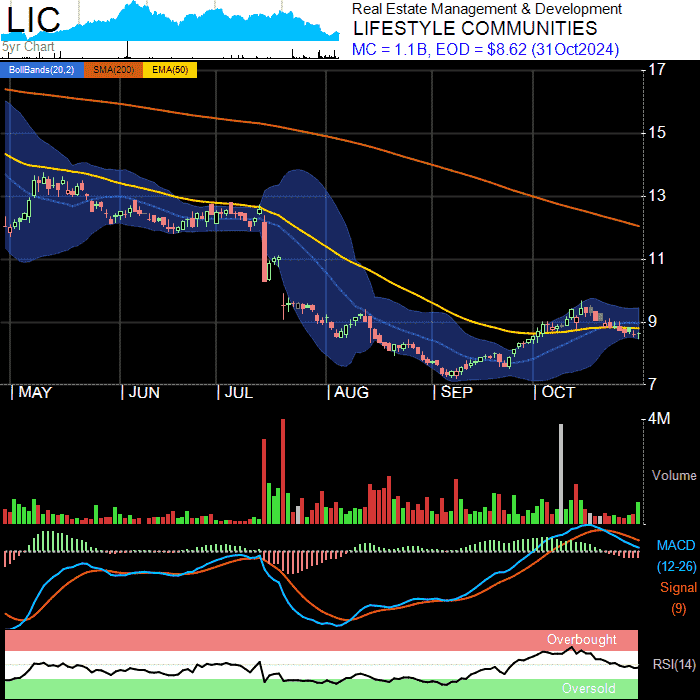 LIC
Real Estate Management & Development
LIFESTYLE COMMUNITIES
5yr Chart
MC = 1.1B, EOD = $8.62 (31Oct2024)
BollBands(20,2) SMA(200) EMA(50)
17
15
13
11
9
7
MAY JUN JUL AUG SEP OCT
4M
Volume
MACD
(12-26)
Signal
(9)
Overbought
RSI(14)
Oversold